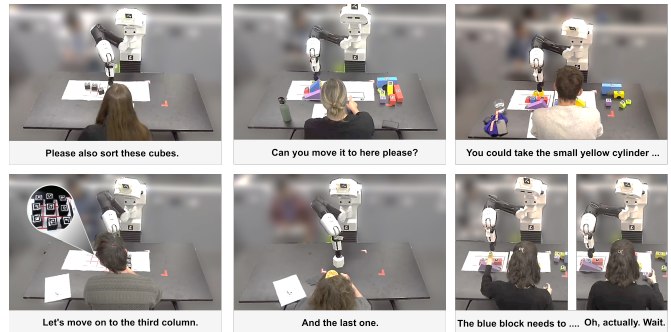 Please also sort these cubes.
Can you move it to here please?
You could take the small yellow cylinder ...
Let's move on to the third column.
And the last one.
The blue block needs to ....
Oh, actually. Wait.